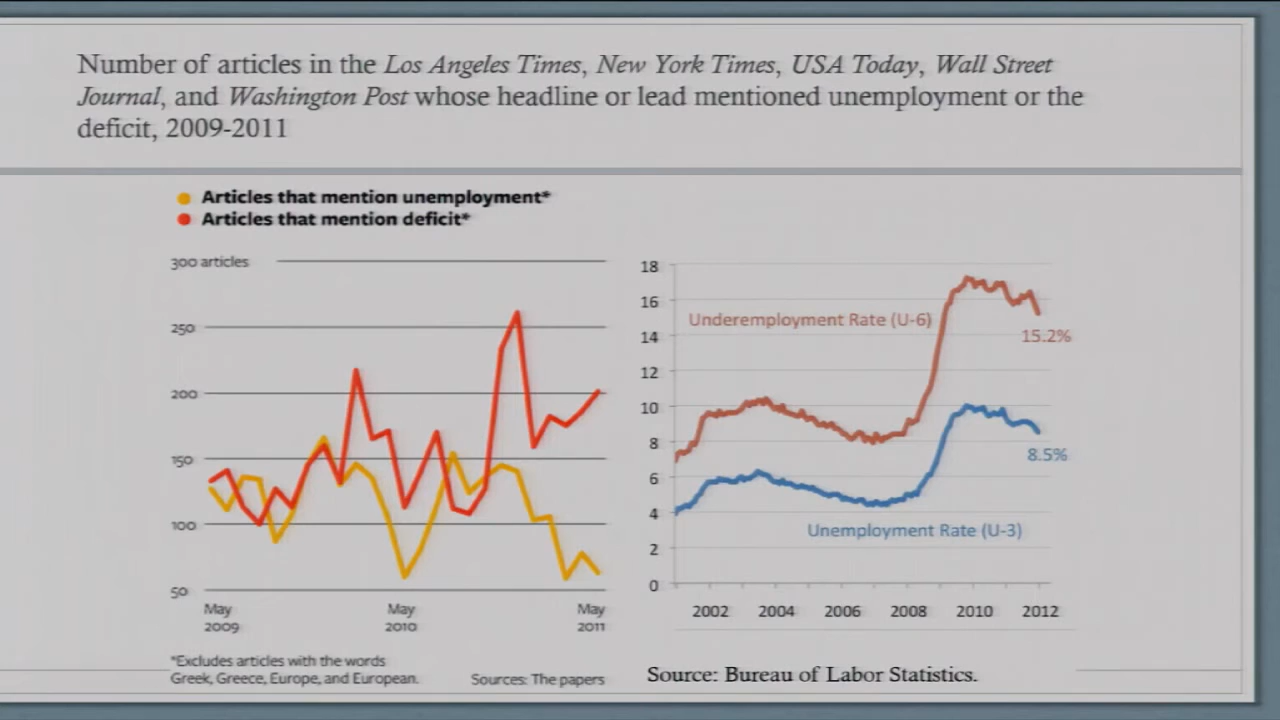 Number of articles in the Los Angeles Times, New York Times, USA Today, Wall Street
Journal, and Washington Post whose headline or lead mentioned unemployment or the
deficit, 2009-2011
Articles that mention unemployment*
Articles that mention deficit*
300 articles
250
200
150
100
50
May
2009
May
2010
May
2011
*Excludes articles with the words
Greek, Greece, Europe, and European.
Sources: The papers
18
16
14
12
10
8
6
4
2
0
Underemployment Rate (U-6)
15.2%
8.5%
Unemployment Rate (U-3)
2002 2004 2006 2008 2010 2012
Source: Bureau of Labor Statistics.